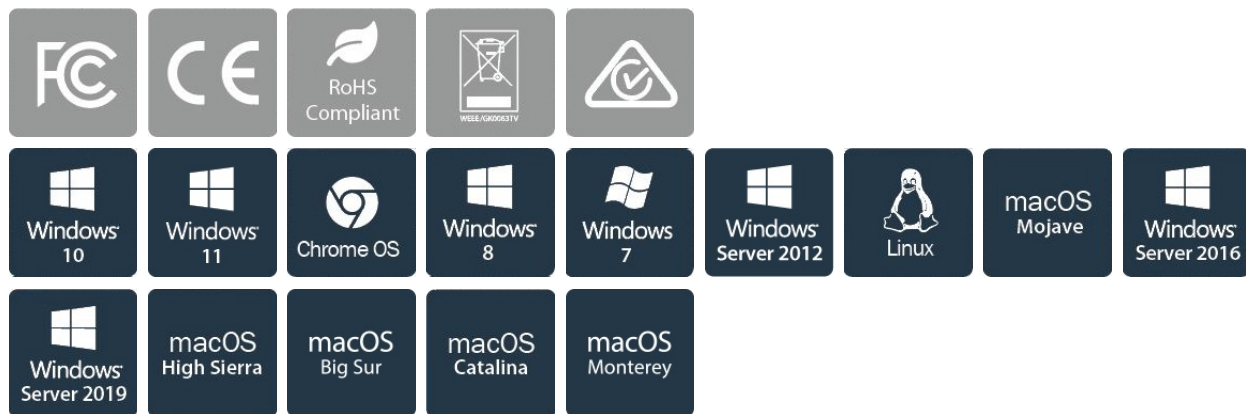 FC
CE
RoHS
Compliant
WEEE/GK0083TV
Windows
10
Windows
11
Chrome OS
Windows
8
Windows
7
Windows
Server 2012
Linux
macOS
Mojave
Windows
Server 2016
Windows
Server 2019
macOS
High Sierra
macOS
Big Sur
macOS
Catalina
macOS
Monterey